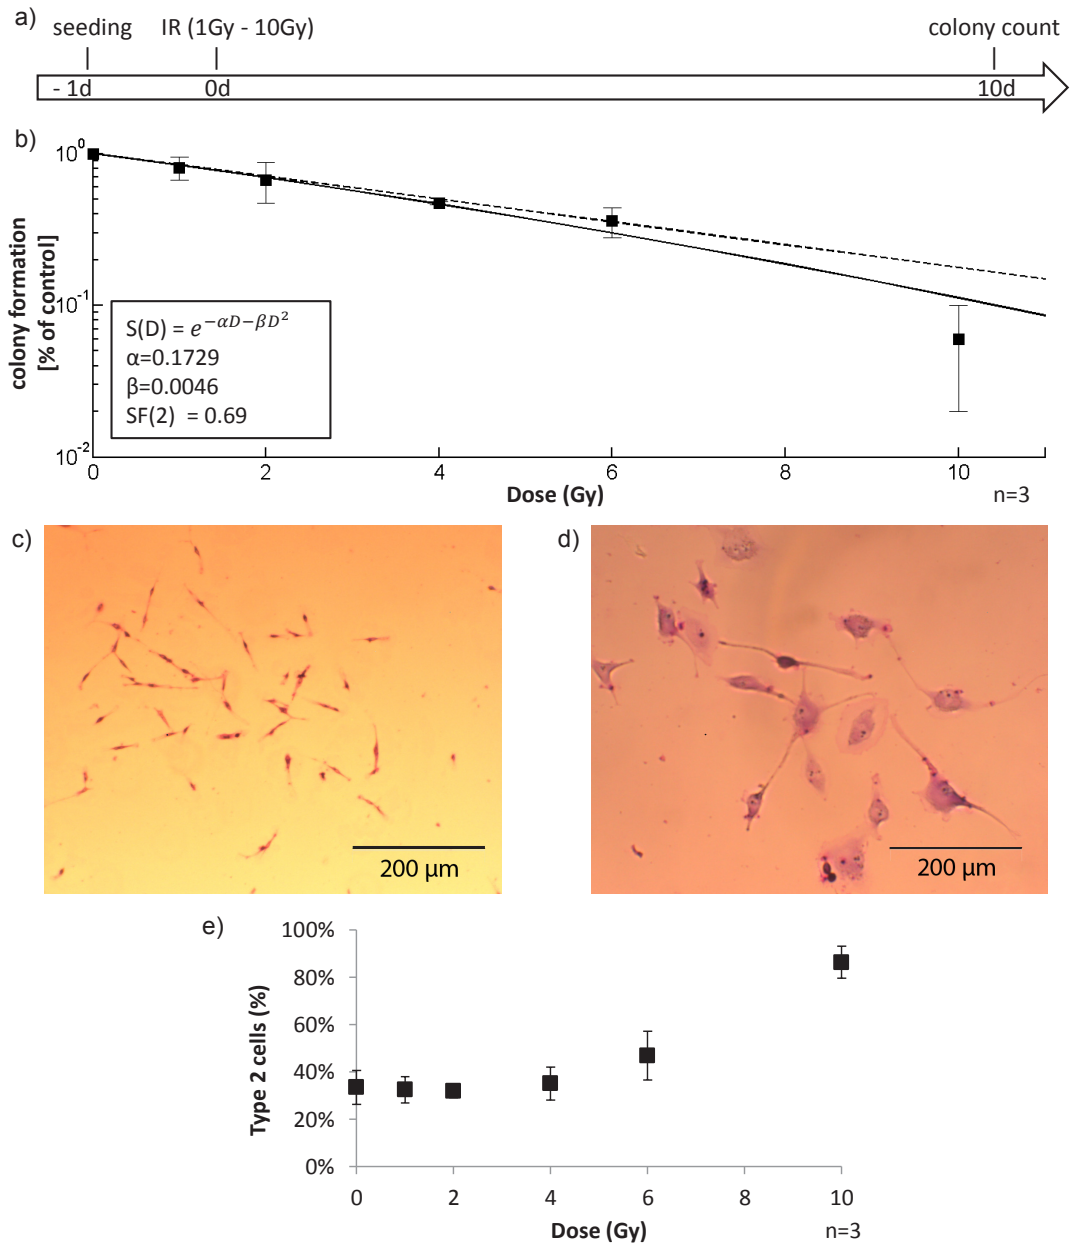 a)
seeding IR (1Gy - 10Gy) colony count
- 1d 0d 10d
b)
10⁰
10⁻¹
10⁻²
colony formation
[% of control]
S(D) = e^{−αD−βD²}
α=0.1729
β=0.0046
SF(2) = 0.69
0 2 4 6 8 10
Dose (Gy) n=3
c)
200 µm
d)
200 µm
e)
100%
80%
60%
40%
20%
0%
Type 2 cells (%)
0 2 4 6 8 10
Dose (Gy) n=3